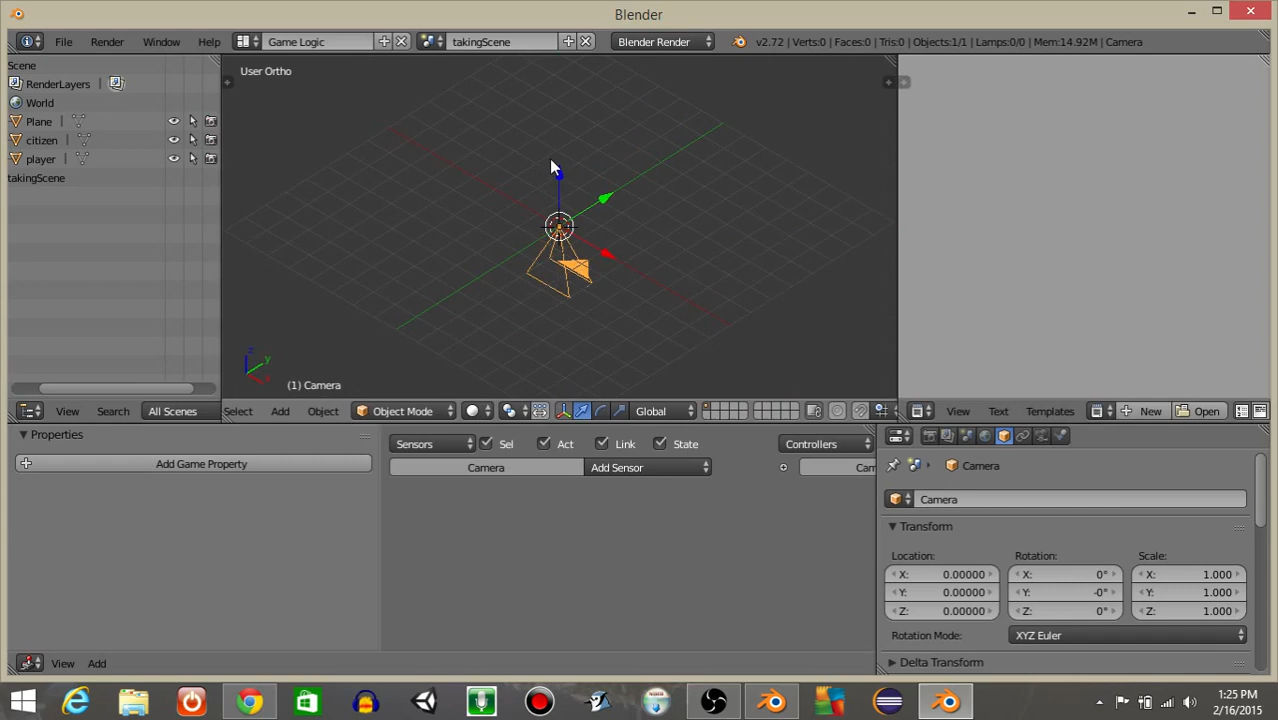 Blender
File Render Window Help Game Logic takingScene Blender Render v2.72 | Verts:0 | Faces:0 | Tris:0 | Objects:1/1 | Lamps:0/0 | Mem:14.92M | Camera
Scene
RenderLayers |
World
Plane |
citizen |
player |
takingScene
User Ortho
z
y
x
(1) Camera
View Search All Scenes
Select Add Object Object Mode Global
View Text Templates New Open
Properties
Add Game Property
Sensors Sel Act Link State Controllers
Camera Add Sensor Cam
View Add
Camera
Camera
Transform
Location: Rotation: Scale:
X: 0.00000 X: 0° X: 1.000
Y: 0.00000 Y: -0° Y: 1.000
Z: 0.00000 Z: 0° Z: 1.000
Rotation Mode: XYZ Euler
Delta Transform
1:25 PM
2/16/2015